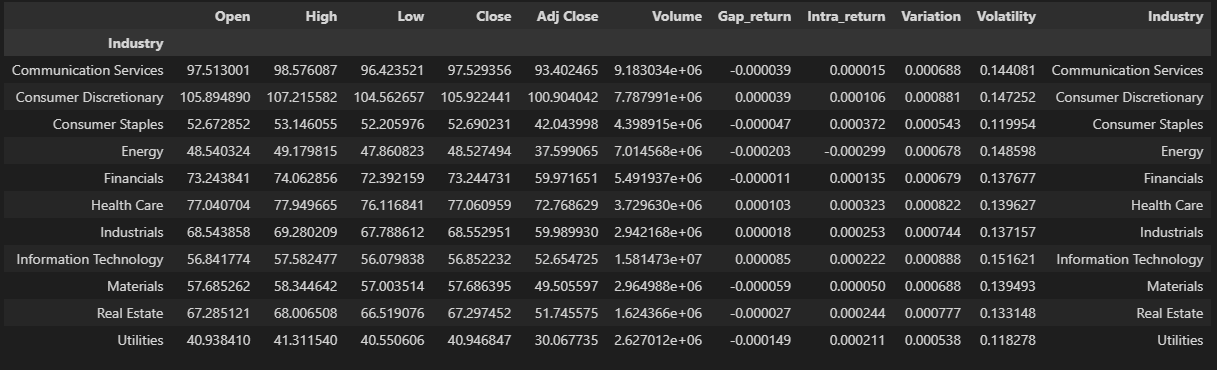 Open High Low Close Adj Close Volume Gap_return Intra_return Variation Volatility Industry
Industry
Communication Services 97.513001 98.576087 96.423521 97.529356 93.402465 9.183034e+06 -0.000039 0.000015 0.000688 0.144081 Communication Services
Consumer Discretionary 105.894890 107.215582 104.562657 105.922441 100.904042 7.787991e+06 0.000039 0.000106 0.000881 0.147252 Consumer Discretionary
Consumer Staples 52.672852 53.146055 52.205976 52.690231 42.043998 4.398915e+06 -0.000047 0.000372 0.000543 0.119954 Consumer Staples
Energy 48.540324 49.179815 47.860823 48.527494 37.599065 7.014568e+06 -0.000203 -0.000299 0.000678 0.148598 Energy
Financials 73.243841 74.062856 72.392159 73.244731 59.971651 5.491937e+06 -0.000011 0.000135 0.000679 0.137677 Financials
Health Care 77.040704 77.949665 76.116841 77.060959 72.768629 3.729630e+06 0.000103 0.000323 0.000822 0.139627 Health Care
Industrials 68.543858 69.280209 67.788612 68.552951 59.989930 2.942168e+06 0.000018 0.000253 0.000744 0.137157 Industrials
Information Technology 56.841774 57.582477 56.079838 56.852232 52.654725 1.581473e+07 0.000085 0.000222 0.000888 0.151621 Information Technology
Materials 57.685262 58.344642 57.003514 57.686395 49.505597 2.964988e+06 -0.000059 0.000050 0.000688 0.139493 Materials
Real Estate 67.285121 68.006508 66.519076 67.297452 51.745575 1.624366e+06 -0.000027 0.000244 0.000777 0.133148 Real Estate
Utilities 40.938410 41.311540 40.550606 40.946847 30.067735 2.627012e+06 -0.000149 0.000211 0.000538 0.118278 Utilities